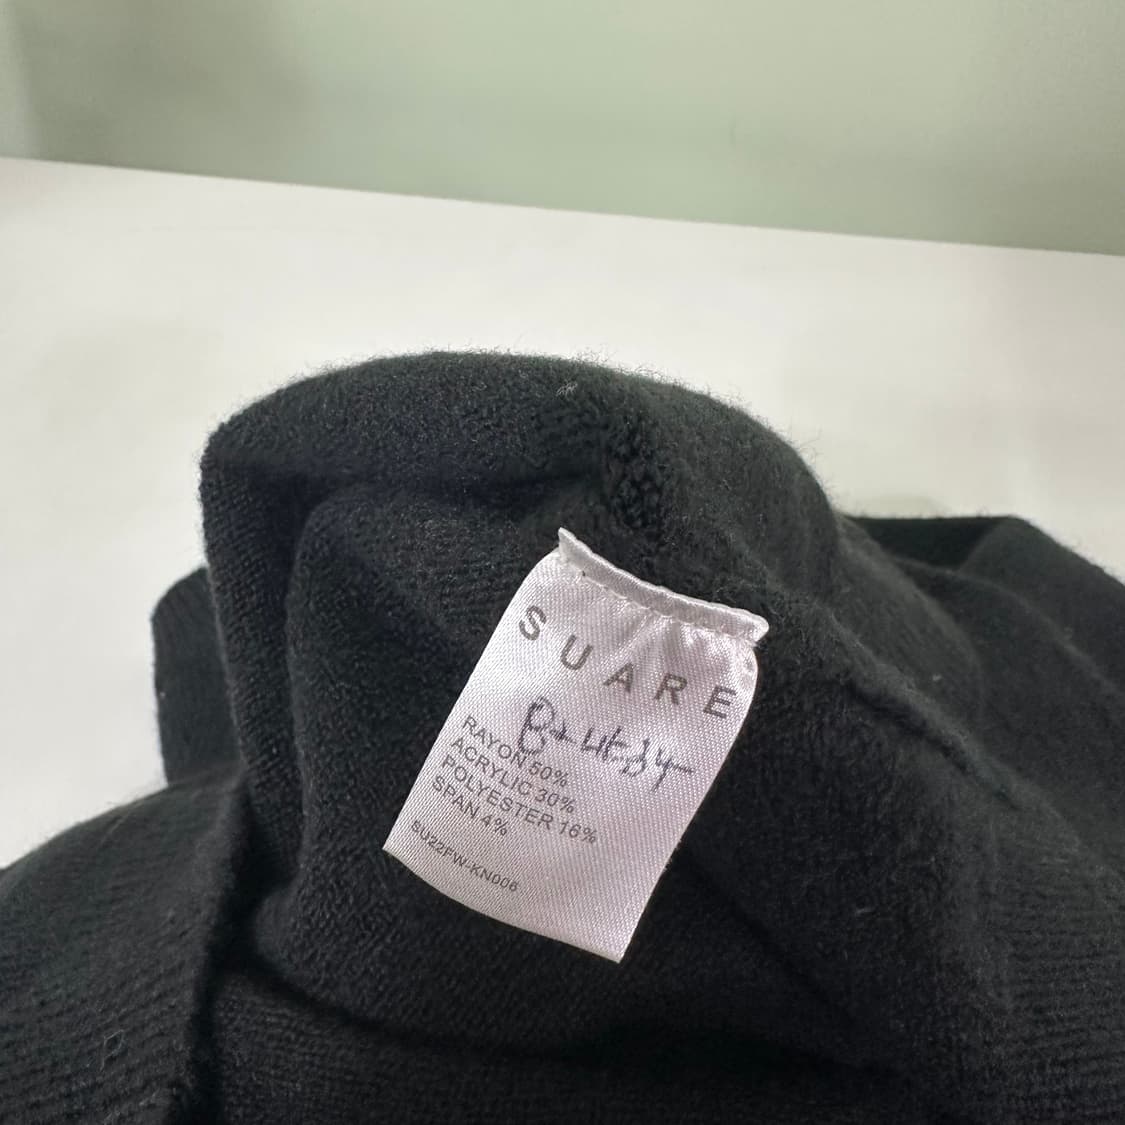 SUARE
RAYON 50%
ACRYLIC 30%
POLYESTER 16%
SPAN 4%
SU22FW-KN006